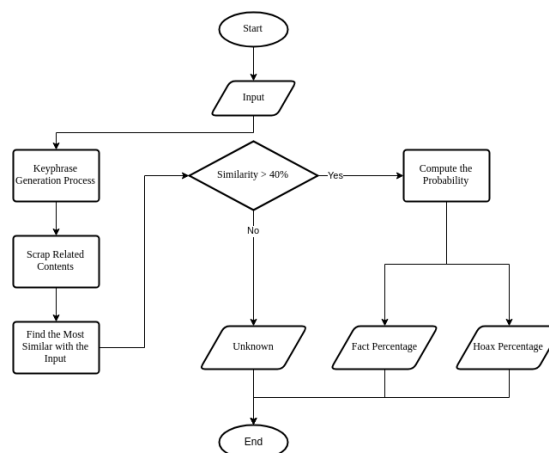 Start
Input
Keyphrase
Generation Process
Similarity > 40%
Yes
Compute the
Probability
No
Scrap Related
Contents
Find the Most
Similar with the
Input
Unknown
Fact Percentage
Hoax Percentage
End